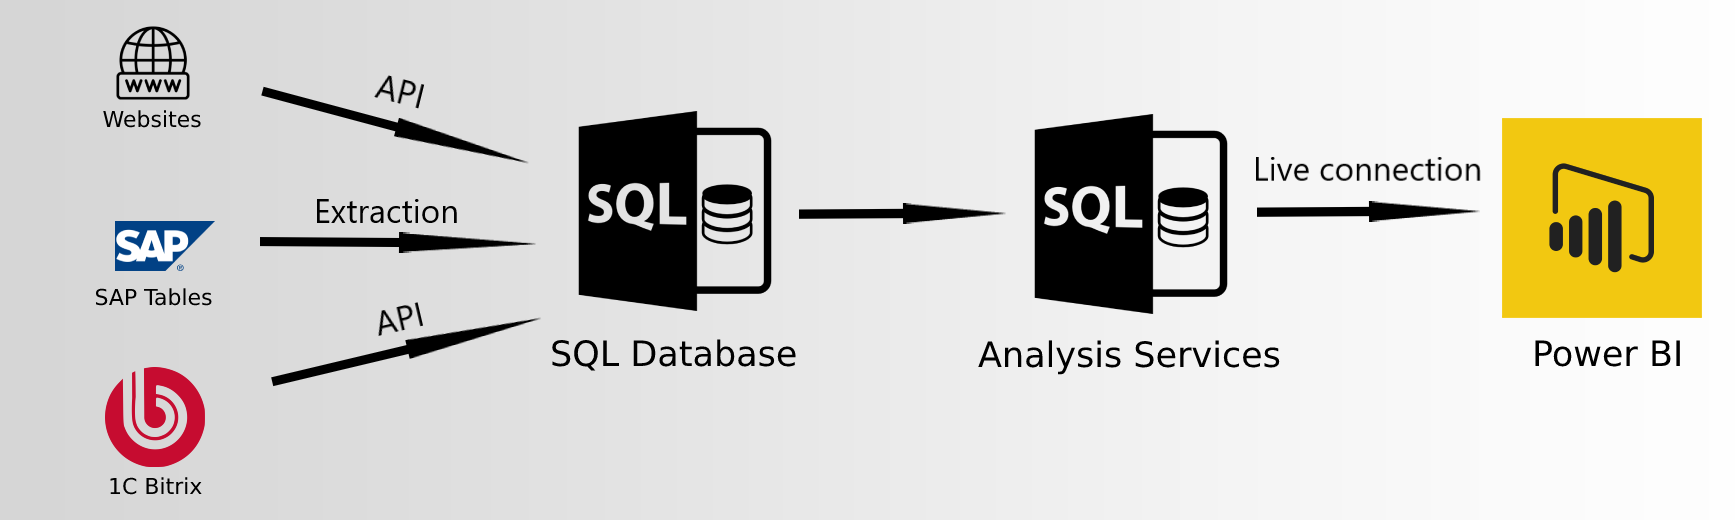 WWW
Websites
API
SAP
®
SAP Tables
Extraction
1C Bitrix
API
SQL
SQL Database
SQL
Analysis Services
Live connection
Power BI